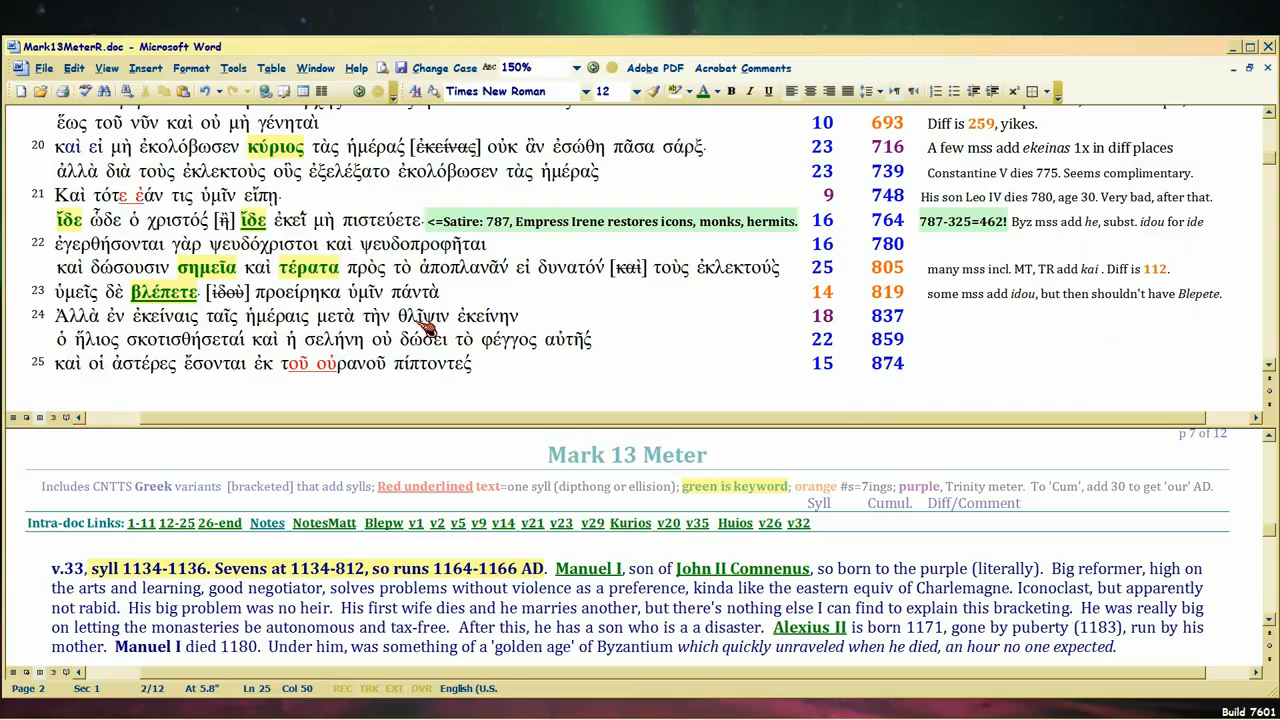 Mark13MeterR.doc - Microsoft Word
File Edit View Insert Format Tools Table Window Help Change Case 150% Adobe PDF Acrobat Comments
Times New Roman 12 A B I U
ἕως τοῦ νῦν καὶ οὐ μὴ γένηταὶ 10 693 Diff is 259, yikes.
20 καὶ εἰ μὴ ἐκολόβωσεν κύριος τὰς ἡμέρας [ἐκείνας] οὐκ ἂν ἐσώθη πᾶσα σάρξ· 23 716 A few mss add ekeinas 1x in diff places
ἀλλὰ διὰ τοὺς ἐκλεκτοὺς οὓς ἐξελέξατο ἐκολόβωσεν τὰς ἡμέρας 23 739 Constantine V dies 775. Seems complimentary.
21 Καὶ τότε ἐάν τις ὑμῖν εἴπῃ· 9 748 His son Leo IV dies 780, age 30. Very bad, after that.
ἴδε ὧδε ὁ χριστός [ἢ] ἴδε ἐκεῖ μὴ πιστεύετε· <=Satire: 787, Empress Irene restores icons, monks, hermits. 16 764 787-325=462! Byz mss add he, subst. idou for ide
22 ἐγερθήσονται γὰρ ψευδόχριστοι καὶ ψευδοπροφῆται 16 780
καὶ δώσουσιν σημεῖα καὶ τέρατα πρὸς τὸ ἀποπλανᾶν εἰ δυνατόν [καὶ] τοὺς ἐκλεκτούς 25 805 many mss incl. MT, TR add kai . Diff is 112.
23 ὑμεῖς δὲ βλέπετε· [ἰδοὺ] προείρηκα ὑμῖν πάντα 14 819 some mss add idou, but then shouldn't have Blepete.
24 Ἀλλὰ ἐν ἐκείναις ταῖς ἡμέραις μετὰ τὴν θλῖψιν ἐκείνην 18 837
ὁ ἥλιος σκοτισθήσεταί καὶ ἡ σελήνη οὐ δώσει τὸ φέγγος αὐτῆς 22 859
25 καὶ οἱ ἀστέρες ἔσονται ἐκ τοῦ οὐρανοῦ πίπτοντες 15 874
p 7 of 12
Mark 13 Meter
Includes CNTTS Greek variants [bracketed] that add sylls; Red underlined text=one syll (dipthong or ellision); green is keyword; orange #s=7ings; purple, Trinity meter. To 'Cum', add 30 to get 'our' AD.
Syll Cumul. Diff/Comment
Intra-doc Links: 1-11 12-25 26-end Notes NotesMatt Blepw v1 v2 v5 v9 v14 v21 v23 v29 Kurios v20 v35 Huios v26 v32
v.33, syll 1134-1136. Sevens at 1134-812, so runs 1164-1166 AD. Manuel I, son of John II Comnenus, so born to the purple (literally). Big reformer, high on
the arts and learning, good negotiator, solves problems without violence as a preference, kinda like the eastern equiv of Charlemagne. Iconoclast, but apparently
not rabid. His big problem was no heir. His first wife dies and he marries another, but there's nothing else I can find to explain this bracketing. He was really big
on letting the monasteries be autonomous and tax-free. After this, he has a son who is a a disaster. Alexius II is born 1171, gone by puberty (1183), run by his
mother. Manuel I died 1180. Under him, was something of a 'golden age' of Byzantium which quickly unraveled when he died, an hour no one expected.
Page 2 Sec 1 2/12 At 5.8" Ln 25 Col 50 REC TRK EXT OVR English (U.S.
Build 7601